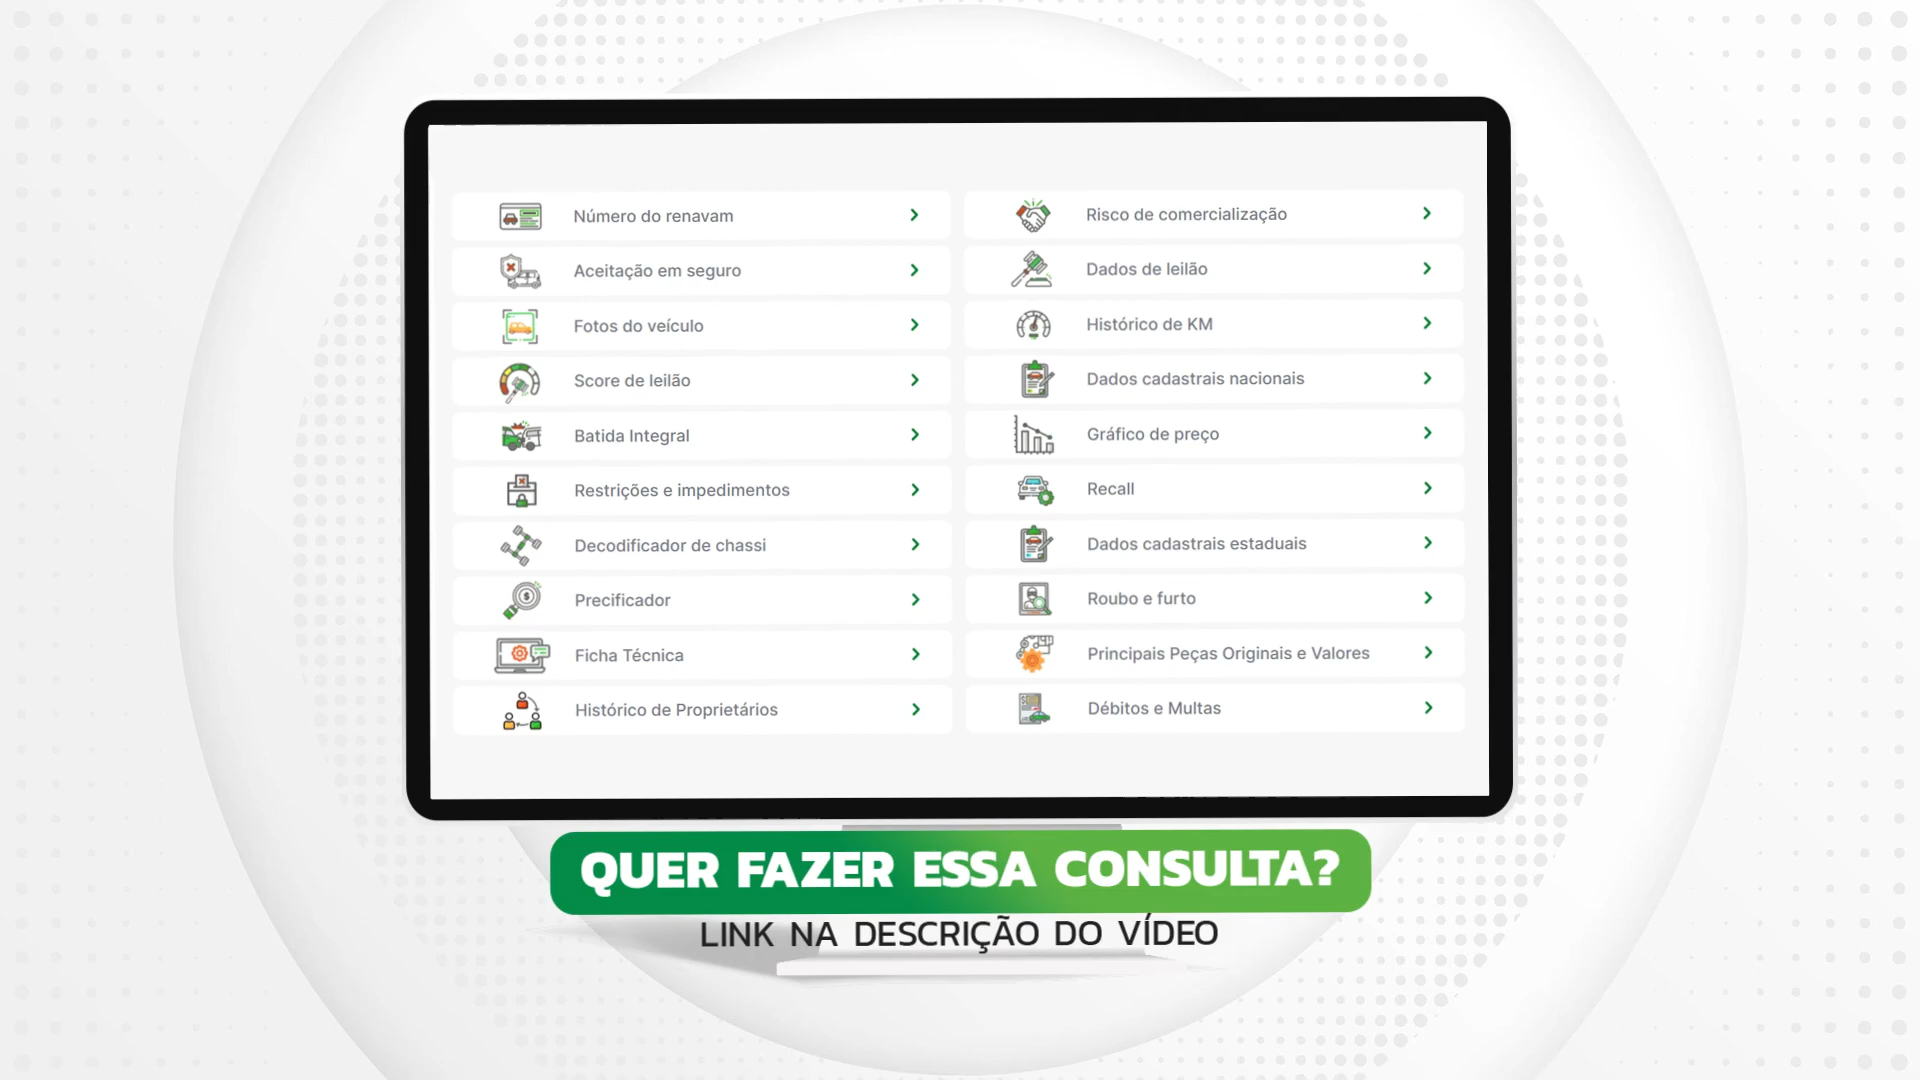 Número do renavam
Aceitação em seguro
Fotos do veículo
Score de leilão
Batida Integral
Restrições e impedimentos
Decodificador de chassi
Precificador
Ficha Técnica
Histórico de Proprietários
Risco de comercialização
Dados de leilão
Histórico de KM
Dados cadastrais nacionais
Gráfico de preço
Recall
Dados cadastrais estaduais
Roubo e furto
Principais Peças Originais e Valores
Débitos e Multas
QUER FAZER ESSA CONSULTA?
LINK NA DESCRIÇÃO DO VÍDEO